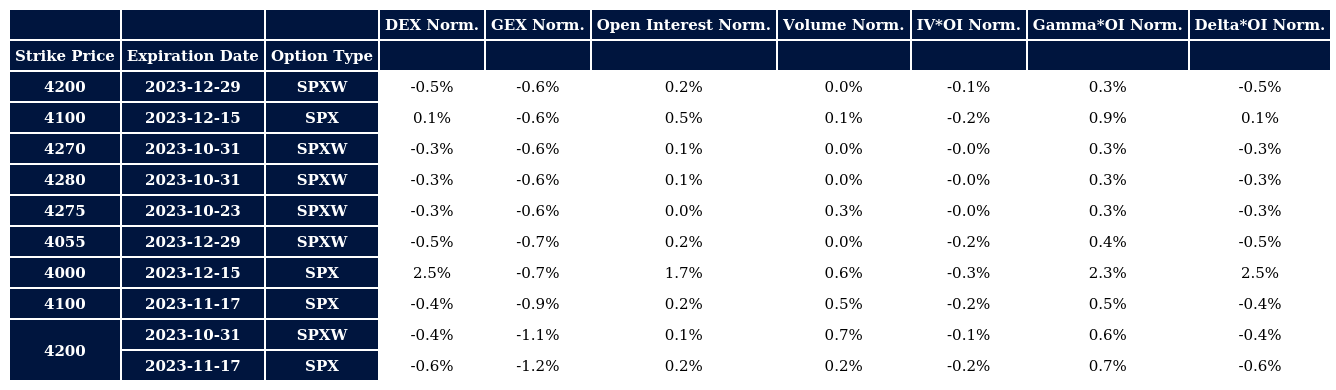 DEX Norm. GEX Norm. Open Interest Norm. Volume Norm. IV*OI Norm. Gamma*OI Norm. Delta*OI Norm.
Strike Price Expiration Date Option Type
4200 2023-12-29 SPXW -0.5% -0.6% 0.2% 0.0% -0.1% 0.3% -0.5%
4100 2023-12-15 SPX 0.1% -0.6% 0.5% 0.1% -0.2% 0.9% 0.1%
4270 2023-10-31 SPXW -0.3% -0.6% 0.1% 0.0% -0.0% 0.3% -0.3%
4280 2023-10-31 SPXW -0.3% -0.6% 0.1% 0.0% -0.0% 0.3% -0.3%
4275 2023-10-23 SPXW -0.3% -0.6% 0.0% 0.3% -0.0% 0.3% -0.3%
4055 2023-12-29 SPXW -0.5% -0.7% 0.2% 0.0% -0.2% 0.4% -0.5%
4000 2023-12-15 SPX 2.5% -0.7% 1.7% 0.6% -0.3% 2.3% 2.5%
4100 2023-11-17 SPX -0.4% -0.9% 0.2% 0.5% -0.2% 0.5% -0.4%
4200 2023-10-31 SPXW -0.4% -1.1% 0.1% 0.7% -0.1% 0.6% -0.4%
2023-11-17 SPX -0.6% -1.2% 0.2% 0.2% -0.2% 0.7% -0.6%